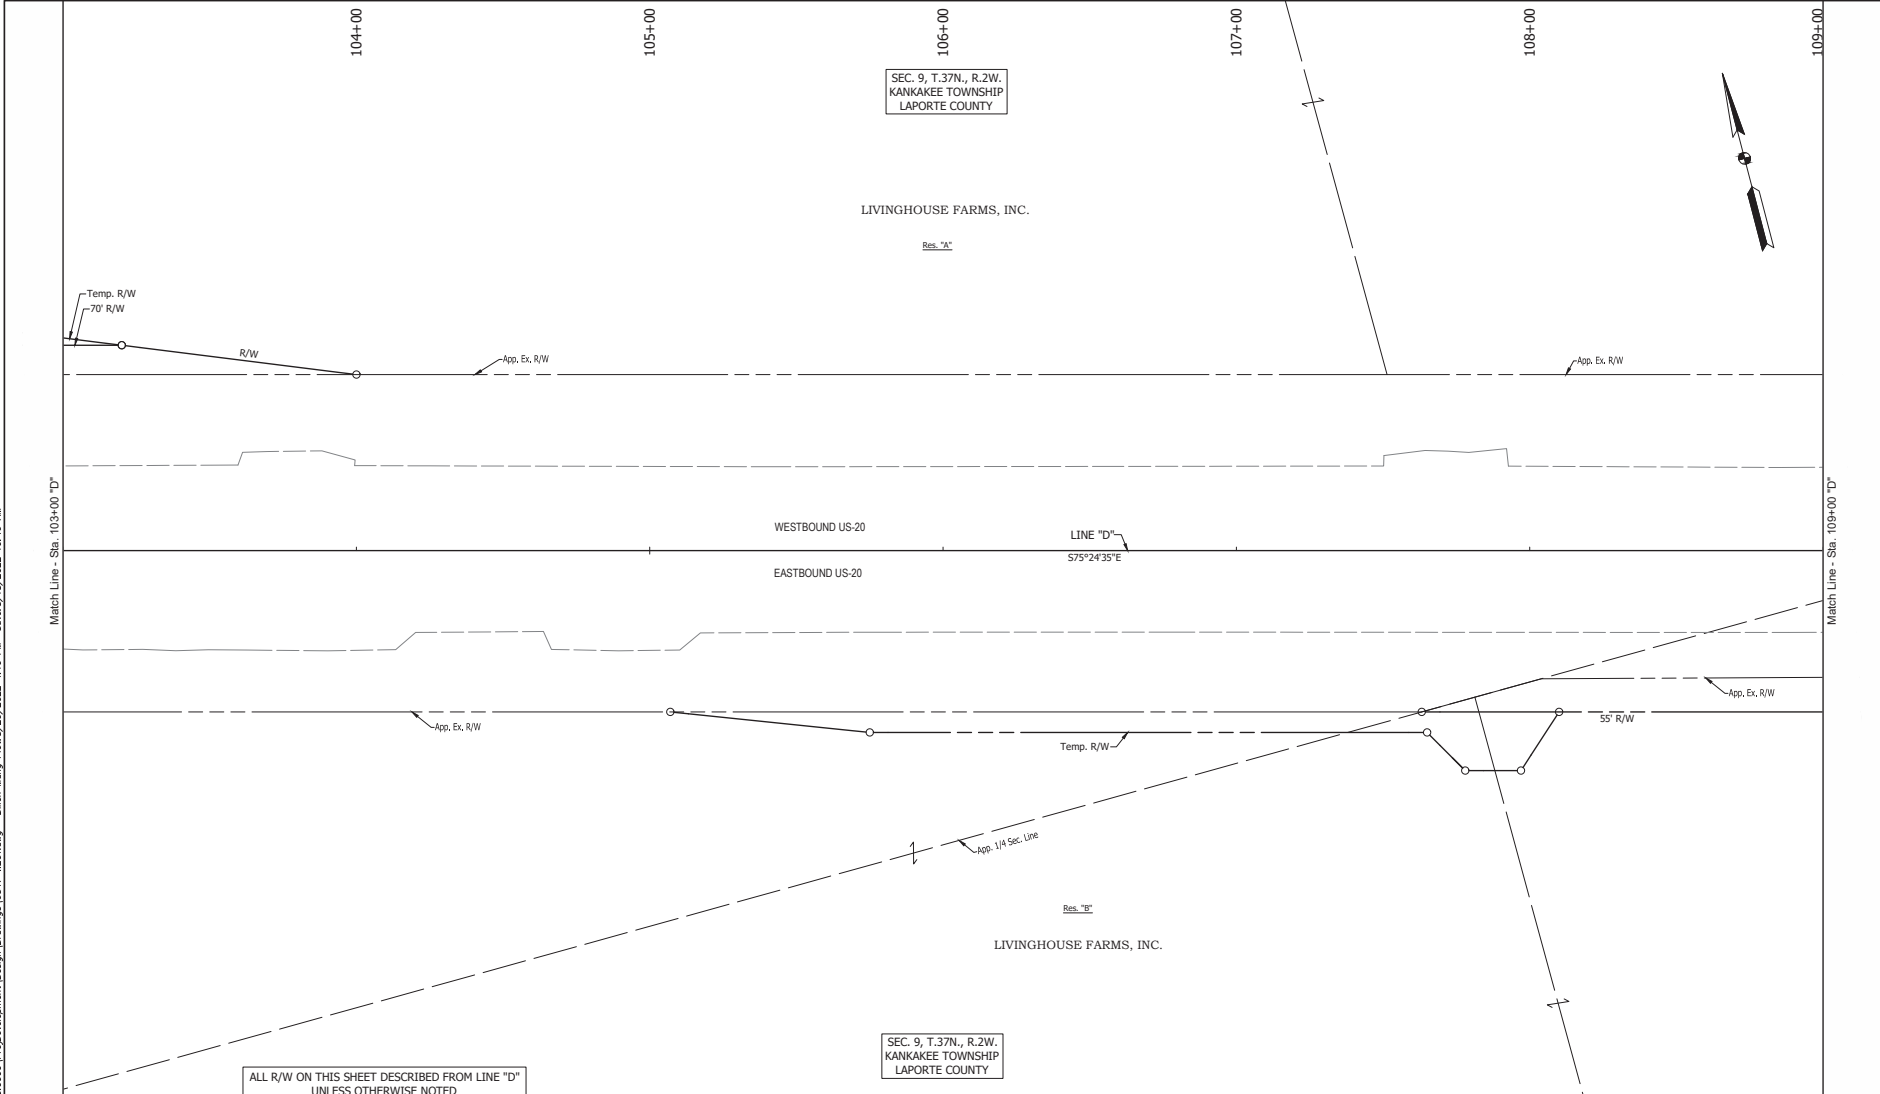 104+00
105+00
106+00
107+00
108+00
109+00
SEC. 9, T.37N., R.2W.
KANKAKEE TOWNSHIP
LAPORTE COUNTY
LIVINGHOUSE FARMS, INC.
Res. "A"
Temp. R/W
70' R/W
R/W
App. Ex. R/W
App. Ex. R/W
Match Line - Sta. 103+00 "D"
WESTBOUND US-20
LINE "D"
S75°24'35"E
EASTBOUND US-20
Match Line - Sta. 109+00 "D"
App. Ex. R/W
App. Ex. R/W
55' R/W
Temp. R/W
App. 1/4 Sec. Line
Res. "B"
LIVINGHOUSE FARMS, INC.
SEC. 9, T.37N., R.2W.
KANKAKEE TOWNSHIP
LAPORTE COUNTY
ALL R/W ON THIS SHEET DESCRIBED FROM LINE "D"
UNLESS OTHERWISE NOTED